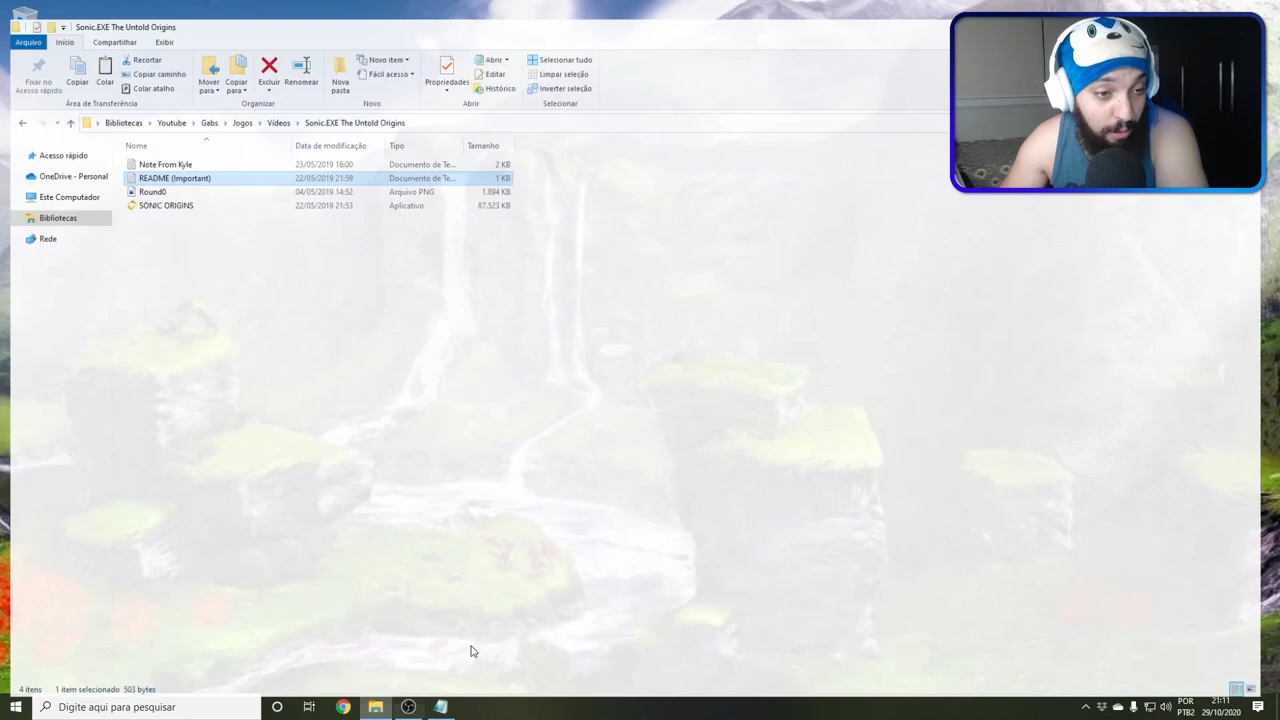 Sonic.EXE The Untold Origins
Arquivo Início Compartilhar Exibir
Fixar no Acesso rápido
Copiar
Colar
Recortar
Copiar caminho
Colar atalho
Mover para
Copiar para
Excluir
Renomear
Nova pasta
Novo item
Fácil acesso
Propriedades
Abrir
Editar
Histórico
Selecionar tudo
Limpar seleção
Inverter seleção
Área de Transferência Organizar Novo Abrir Selecionar
Bibliotecas > Youtube > Gabs > Jogos > Vídeos > Sonic.EXE The Untold Origins
Nome Data de modificação Tipo Tamanho
Acesso rápido
OneDrive - Personal
Este Computador
Bibliotecas
Rede
Note From Kyle 23/05/2019 16:00 Documento de Te... 2 KB
README (Important) 22/05/2019 21:59 Documento de Te... 1 KB
Round0 04/05/2019 14:52 Arquivo PNG 1.894 KB
SONIC ORIGINS 22/05/2019 21:53 Aplicativo 87.523 KB
4 itens 1 item selecionado 503 bytes
Digite aqui para pesquisar
POR
PTB2
21:11
29/10/2020